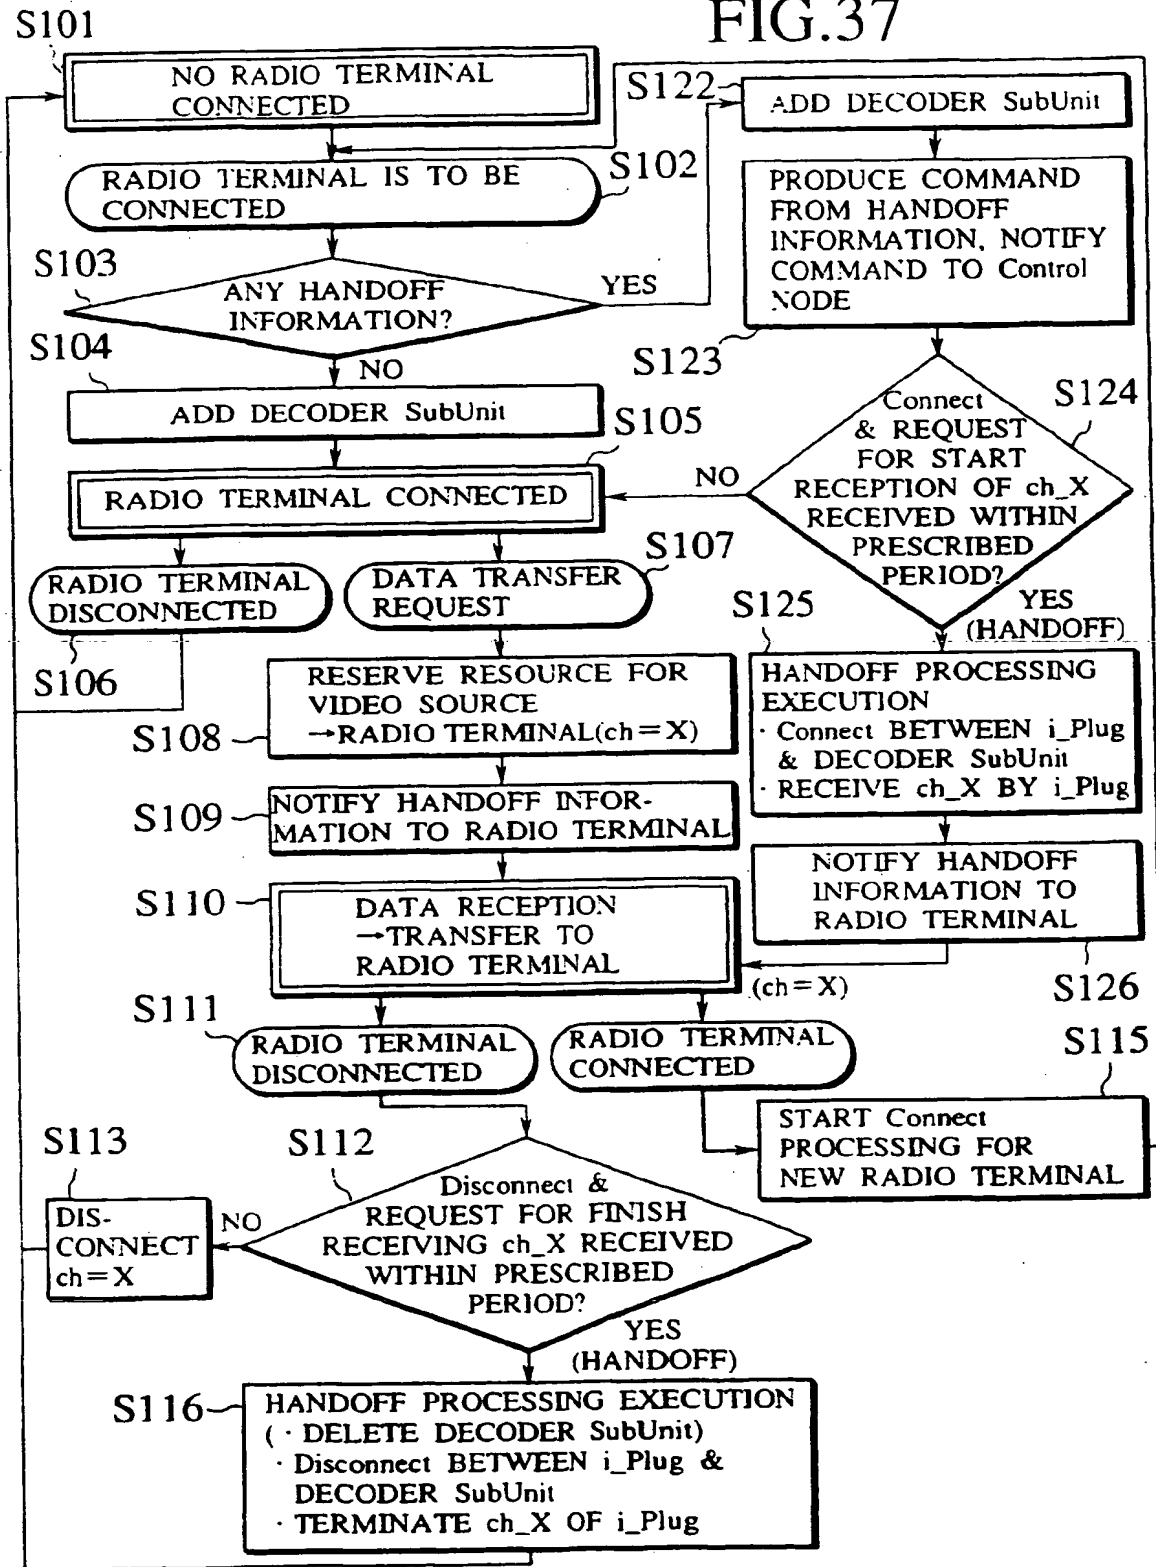 FIG.37
S101
NO RADIO TERMINAL
CONNECTED
RADIO TERMINAL IS TO BE
CONNECTED
S102
S103
ANY HANDOFF
INFORMATION?
YES
NO
S104
ADD DECODER SubUnit
S105
RADIO TERMINAL CONNECTED
RADIO TERMINAL
DISCONNECTED
S106
S107
DATA TRANSFER
REQUEST
RESERVE RESOURCE FOR
VIDEO SOURCE
→RADIO TERMINAL(ch=X)
S108
S109
NOTIFY HANDOFF INFOR-
MATION TO RADIO TERMINAL
S110
DATA RECEPTION
→TRANSFER TO
RADIO TERMINAL
S122
ADD DECODER SubUnit
PRODUCE COMMAND
FROM HANDOFF
INFORMATION, NOTIFY
COMMAND TO Control
NODE
S123
S124
Connect
& REQUEST
FOR START
RECEPTION OF ch_X
RECEIVED WITHIN
PRESCRIBED
PERIOD?
NO
YES
(HANDOFF)
S125
HANDOFF PROCESSING
EXECUTION
· Connect BETWEEN i_Plug
& DECODER SubUnit
· RECEIVE ch_X BY i_Plug
NOTIFY HANDOFF
INFORMATION TO
RADIO TERMINAL
S126
(ch=X)
S111
RADIO TERMINAL
DISCONNECTED
RADIO TERMINAL
CONNECTED
S115
START Connect
PROCESSING FOR
NEW RADIO TERMINAL
S112
Disconnect &
REQUEST FOR FINISH
RECEIVING ch_X RECEIVED
WITHIN PRESCRIBED
PERIOD?
NO
S113
DIS-
CONNECT
ch=X
YES
(HANDOFF)
S116
HANDOFF PROCESSING EXECUTION
( · DELETE DECODER SubUnit)
· Disconnect BETWEEN i_Plug &
DECODER SubUnit
· TERMINATE ch_X OF i_Plug